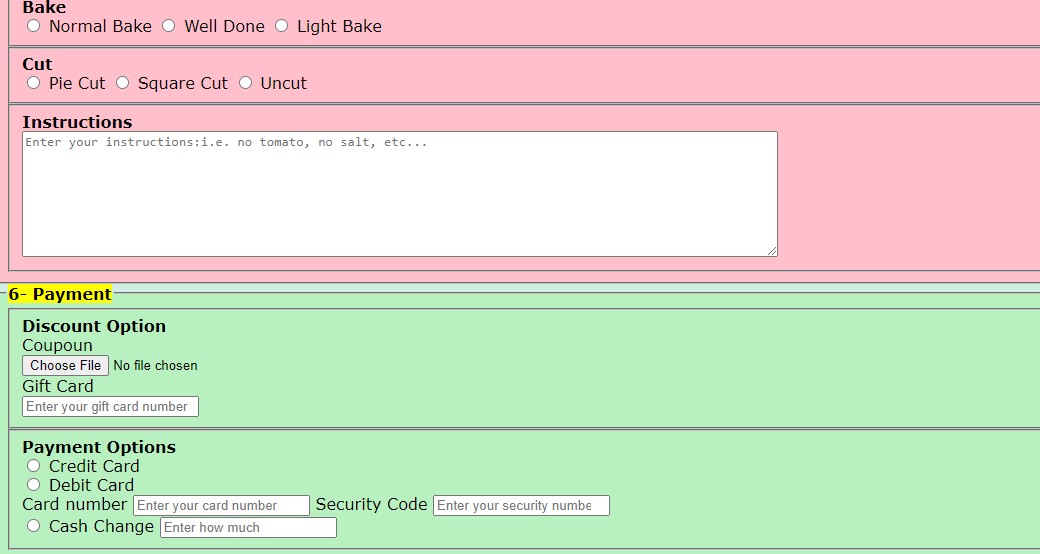 Bake
Normal Bake Well Done Light Bake
Cut
Pie Cut Square Cut Uncut
Instructions
Enter your instructions:i.e. no tomato, no salt, etc...
6- Payment
Discount Option
Coupoun
Choose File No file chosen
Gift Card
Enter your gift card number
Payment Options
Credit Card
Debit Card
Card number Enter your card number Security Code Enter your security numbe
Cash Change Enter how much